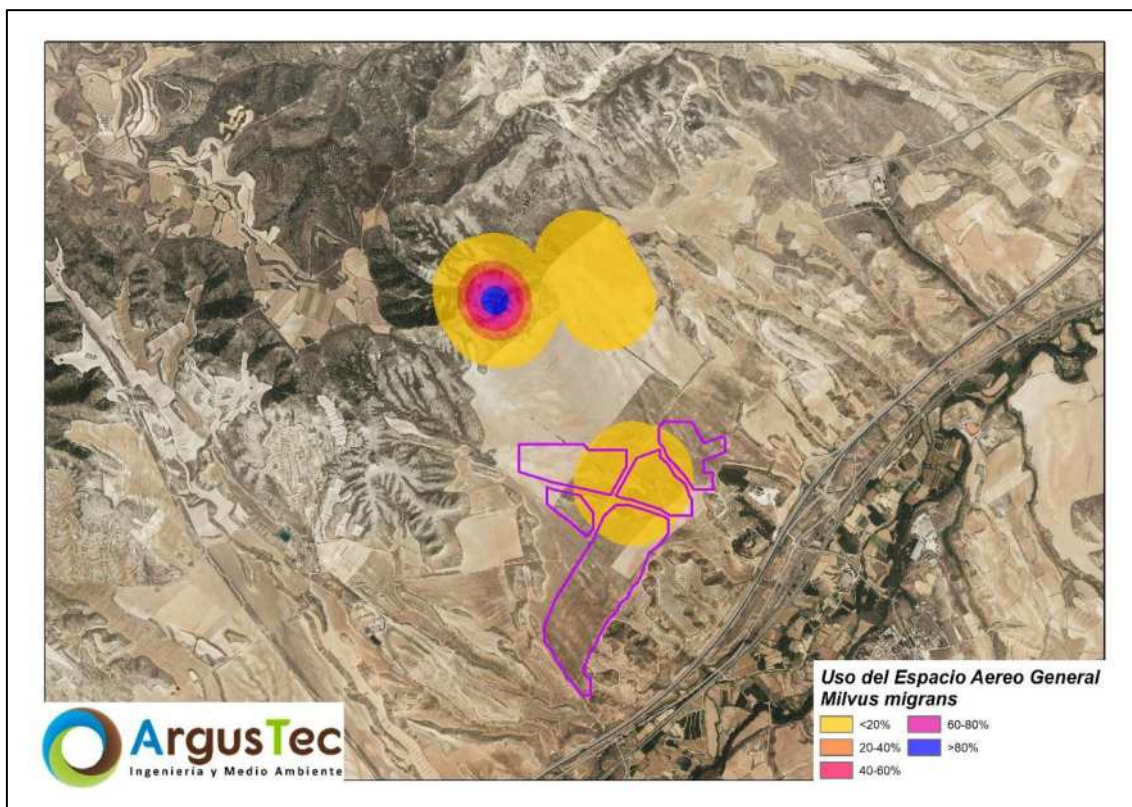 Uso del Espacio Aereo General
Milvus migrans
<20%
60-80%
20-40%
>80%
40-60%
ArgusTec
Ingeniería y Medio Ambiente